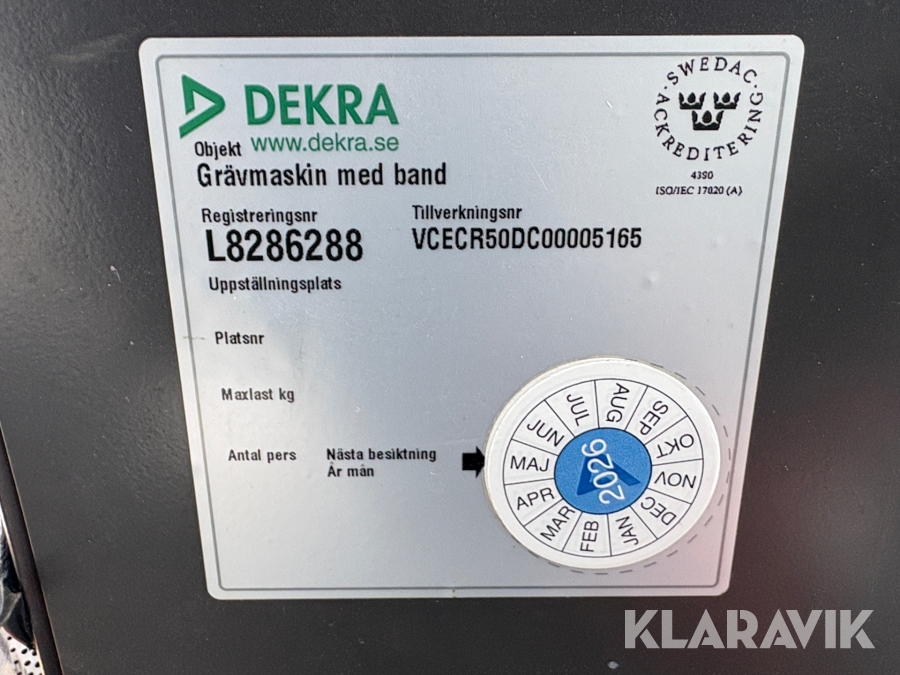 DEKRA
www.dekra.se
SWEDAC
ACKREDITERING
4390
ISO/IEC 17020 (A)
Objekt
Grävmaskin med band
Registreringsnr
Tillverkningsnr
L8286288
VCECR50DC00005165
Uppställningsplats
Platsnr
Maxlast kg
Antal pers
Nästa besiktning
År mån
JAN
FEB
MAR
APR
MAJ
JUN
JUL
AUG
SEP
OKT
NOV
DEC
2026
KLARAVIK